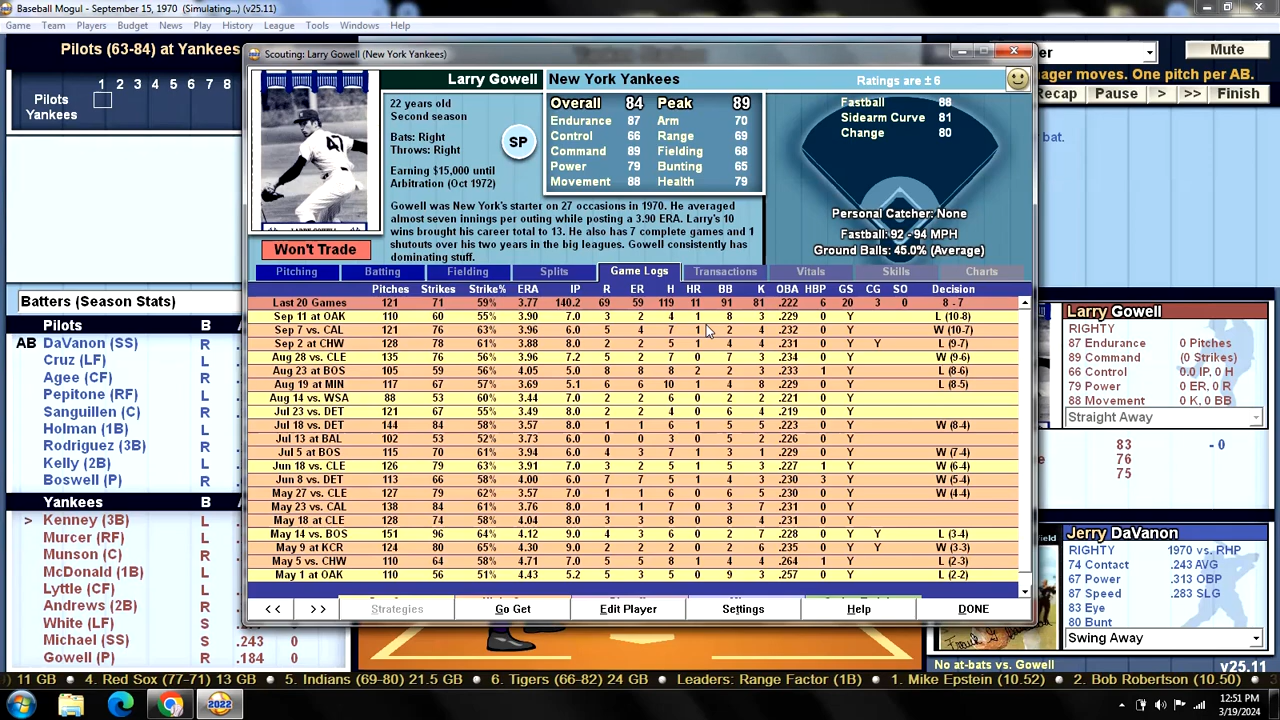 Baseball Mogul - September 15, 1970 (Simulating...) (v25.11)
Game Team Players Budget News Play History League Tools Windows Help
Pilots (63-84) at Yankees
1 2 3 4 5 6 7 8
Pilots
Yankees
Mute
anager moves. One pitch per AB.
Recap Pause > >> Finish
bat.
Scouting: Larry Gowell (New York Yankees)
LARRY GOWELL
Won't Trade
Larry Gowell
22 years old
Second season
Bats: Right
Throws: Right
Earning $15,000 until
Arbitration (Oct 1972)
SP
New York Yankees
Ratings are ± 6
Overall 84 Peak 89
Endurance 87 Arm 70
Control 66 Range 69
Command 89 Fielding 68
Power 79 Bunting 65
Movement 88 Health 79
Gowell was New York's starter on 27 occasions in 1970. He averaged
almost seven innings per outing while posting a 3.90 ERA. Larry's 10
wins brought his career total to 13. He also has 7 complete games and 1
shutouts over his two years in the big leagues. Gowell consistently has
dominating stuff.
Fastball 88
Sidearm Curve 81
Change 80
Personal Catcher: None
Fastball: 92 - 94 MPH
Ground Balls: 45.0% (Average)
Pitching Batting Fielding Splits Game Logs Transactions Vitals Skills Charts
Pitches Strikes Strike% ERA IP R ER H HR BB K OBA HBP GS CG SO Decision
Last 20 Games 121 71 59% 3.77 140.2 69 59 119 11 91 81 .222 6 20 3 0 8 - 7
Sep 11 at OAK 110 60 55% 3.90 7.0 3 2 4 1 8 3 .229 0 Y L (10-8)
Sep 7 vs. CAL 121 76 63% 3.96 6.0 5 4 7 1 2 4 .232 0 Y W (10-7)
Sep 2 at CHW 128 78 61% 3.88 8.0 2 2 5 1 4 4 .231 0 Y Y L (9-7)
Aug 28 vs. CLE 135 76 56% 3.96 7.2 5 2 7 0 7 3 .234 0 Y W (9-6)
Aug 23 at BOS 105 59 56% 4.05 5.0 8 8 8 2 2 3 .233 1 Y L (8-6)
Aug 19 at MIN 117 67 57% 3.69 5.1 6 6 10 1 4 8 .229 0 Y L (8-5)
Aug 14 vs. WSA 88 53 60% 3.44 7.0 2 2 6 1 2 2 .221 0 Y
Jul 23 vs. DET 121 67 55% 3.49 8.0 2 2 4 0 6 4 .219 0 Y
Jul 18 vs. DET 144 84 58% 3.57 8.0 1 1 6 1 5 5 .223 0 Y W (8-4)
Jul 13 at BAL 102 53 52% 3.73 6.0 0 0 3 0 5 2 .226 0 Y
Jul 5 at BOS 115 70 61% 3.94 6.0 4 3 7 1 3 1 .229 0 Y W (7-4)
Jun 18 vs. CLE 126 79 63% 3.91 7.0 3 2 5 1 5 3 .227 1 Y W (6-4)
Jun 8 vs. DET 113 66 58% 4.00 6.0 7 7 5 1 4 3 .230 3 Y W (5-4)
May 27 vs. CLE 127 79 62% 3.57 7.0 1 1 6 0 6 5 .230 0 Y W (4-4)
May 23 vs. CAL 138 84 61% 3.76 8.0 1 1 7 0 3 7 .231 0 Y
May 18 at CLE 128 74 58% 4.04 8.0 3 3 8 0 8 4 .231 0 Y
May 14 vs. BOS 151 96 64% 4.12 9.0 4 3 6 0 2 7 .228 0 Y Y L (3-4)
May 9 at KCR 124 80 65% 4.30 9.0 2 2 7 0 2 6 .235 0 Y Y W (3-3)
May 5 vs. CHW 110 64 58% 4.71 7.0 5 5 8 1 4 4 .264 1 Y L (2-3)
May 1 at OAK 110 56 51% 4.43 5.2 5 3 5 0 9 3 .257 0 Y L (2-2)
<< >> Strategies Go Get Edit Player Settings Help DONE
Batters (Season Stats)
Pilots B
AB DaVanon (SS) R
Cruz (LF) L
Agee (CF) R
Pepitone (RF) L
Sanguillen (C) R
Holman (1B) L
Rodriguez (3B) R
Kelly (2B) L
Boswell (P) R
Yankees B
> Kenney (3B) L
Murcer (RF) L
Munson (C) R
McDonald (1B) L
Lyttle (CF) L
Andrews (2B) R
White (LF) S
Michael (SS) S .243 0
Gowell (P) R .184 0
Larry Gowell
RIGHTY
87 Endurance 0 Pitches
89 Command (0 Strikes)
66 Control 0.0 IP, 0 H
79 Power 0 ER, 0 R
88 Movement 0 K, 0 BB
Straight Away
83 - 0
76
75
Jerry DaVanon
RIGHTY 1970 vs. RHP
74 Contact .243 AVG
67 Power .313 OBP
87 Speed .283 SLG
83 Eye
80 Bunt
Swing Away
No at-bats vs. Gowell
v25.11
) 11 GB 4. Red Sox (77-71) 13 GB 5. Indians (69-80) 21.5 GB 6. Tigers (66-82) 24 GB Leaders: Range Factor (1B) 1. Mike Epstein (10.52) 2. Bob Robertson (10.50) 3
2022
12:51 PM
3/19/2024